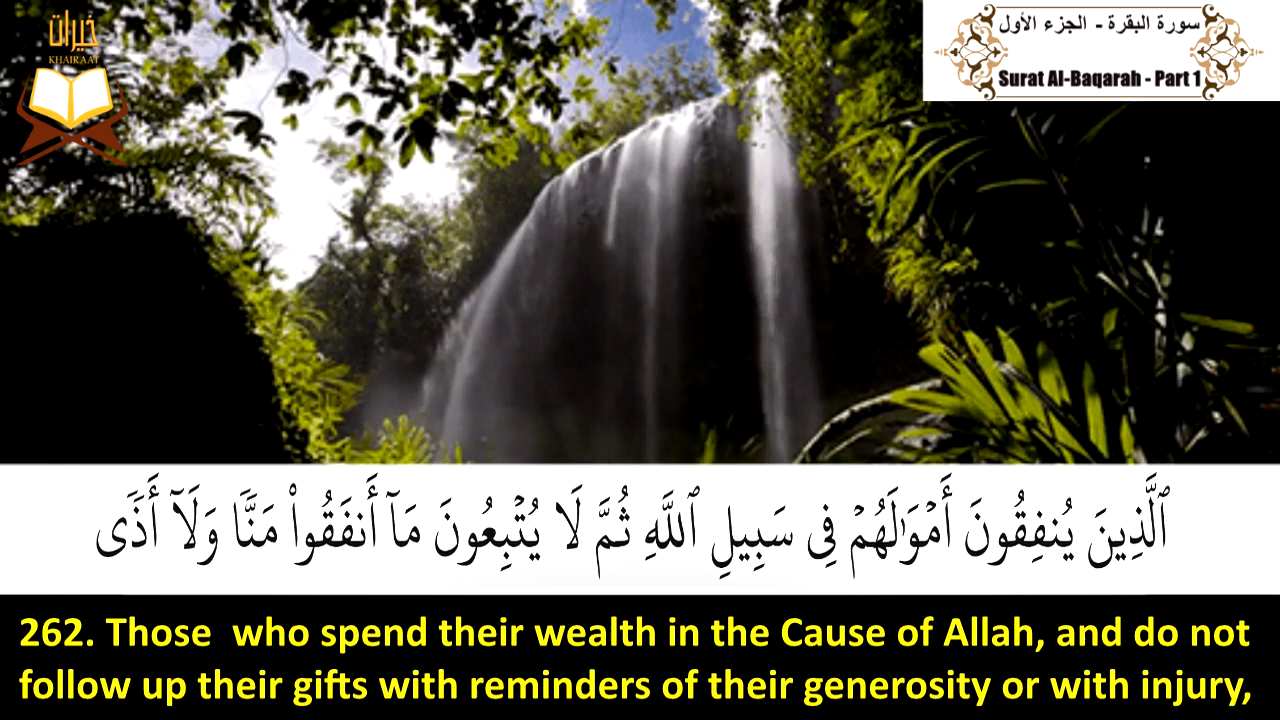 خيرات
KHAIRAAT
سورة البقرة - الجزء الأول
Surat Al-Baqarah - Part 1
ٱلَّذِينَ يُنفِقُونَ أَمْوَٰلَهُمْ فِى سَبِيلِ ٱللَّهِ ثُمَّ لَا يُتْبِعُونَ مَآ أَنفَقُوا۟ مَنًّا وَلَآ أَذًى
262. Those  who spend their wealth in the Cause of Allah, and do not
follow up their gifts with reminders of their generosity or with injury,